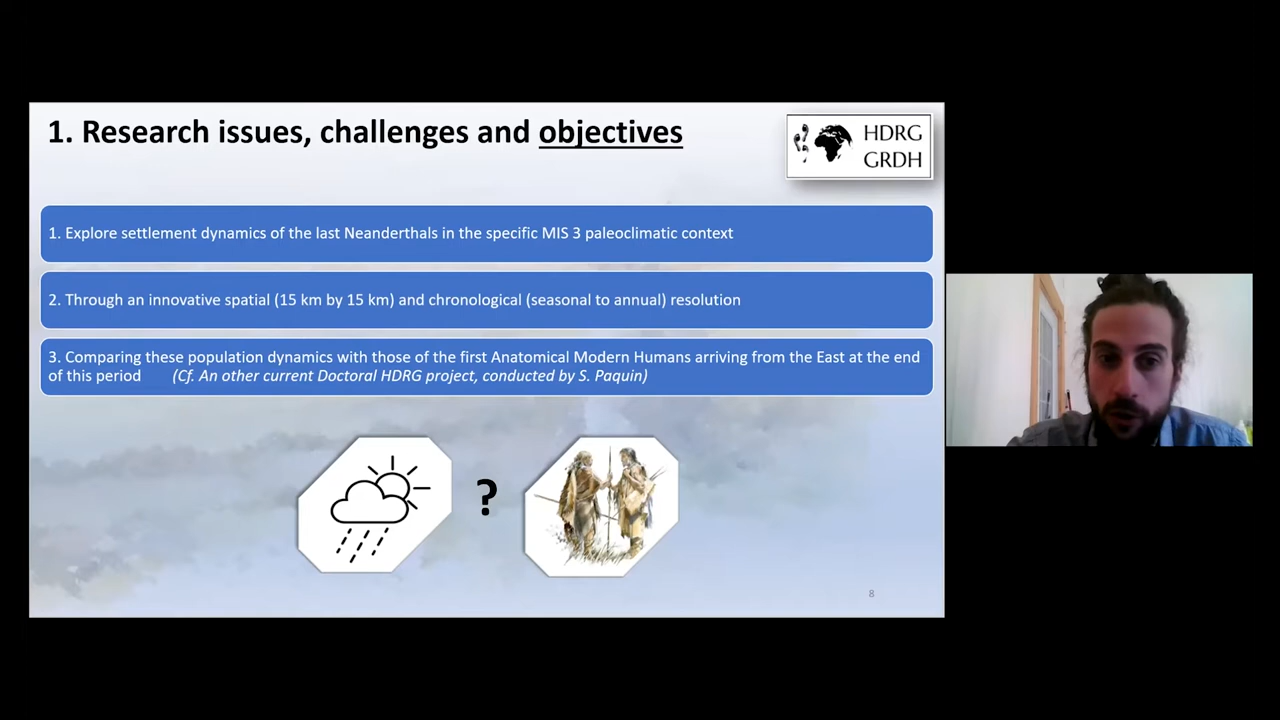 1. Research issues, challenges and objectives
HDRG
GRDH
1. Explore settlement dynamics of the last Neanderthals in the specific MIS 3 paleoclimatic context
2. Through an innovative spatial (15 km by 15 km) and chronological (seasonal to annual) resolution
3. Comparing these population dynamics with those of the first Anatomical Modern Humans arriving from the East at the end
of this period (Cf. An other current Doctoral HDRG project, conducted by S. Paquin)
?
8